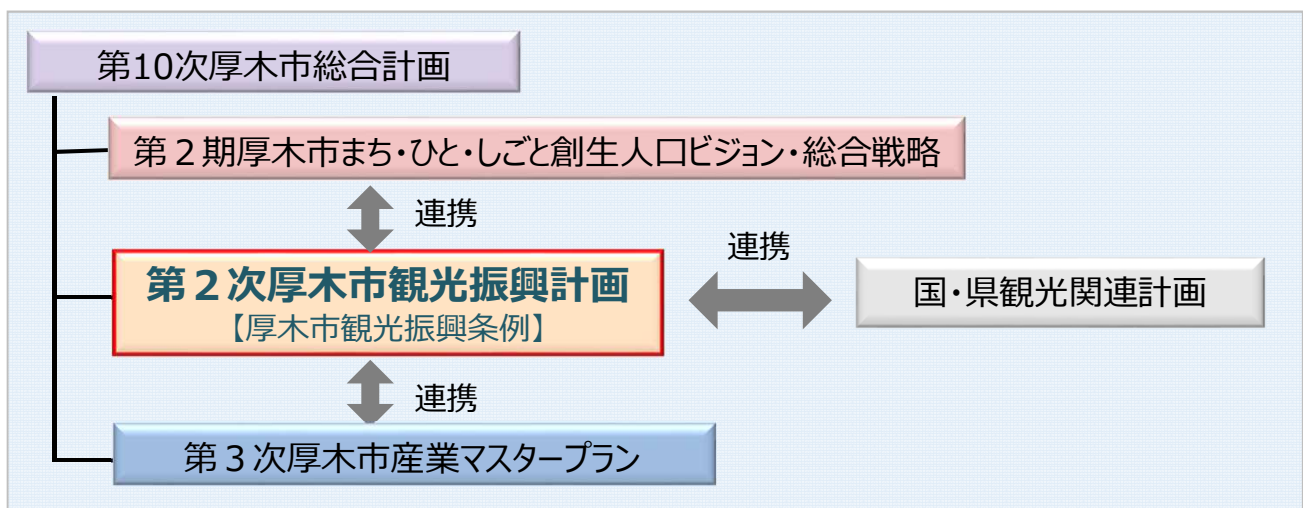 第10次厚木市総合計画
第２期厚木市まち・ひと・しごと創生人口ビジョン・総合戦略
連携
第２次厚木市観光振興計画
【厚木市観光振興条例】
連携
国・県観光関連計画
連携
第３次厚木市産業マスタープラン